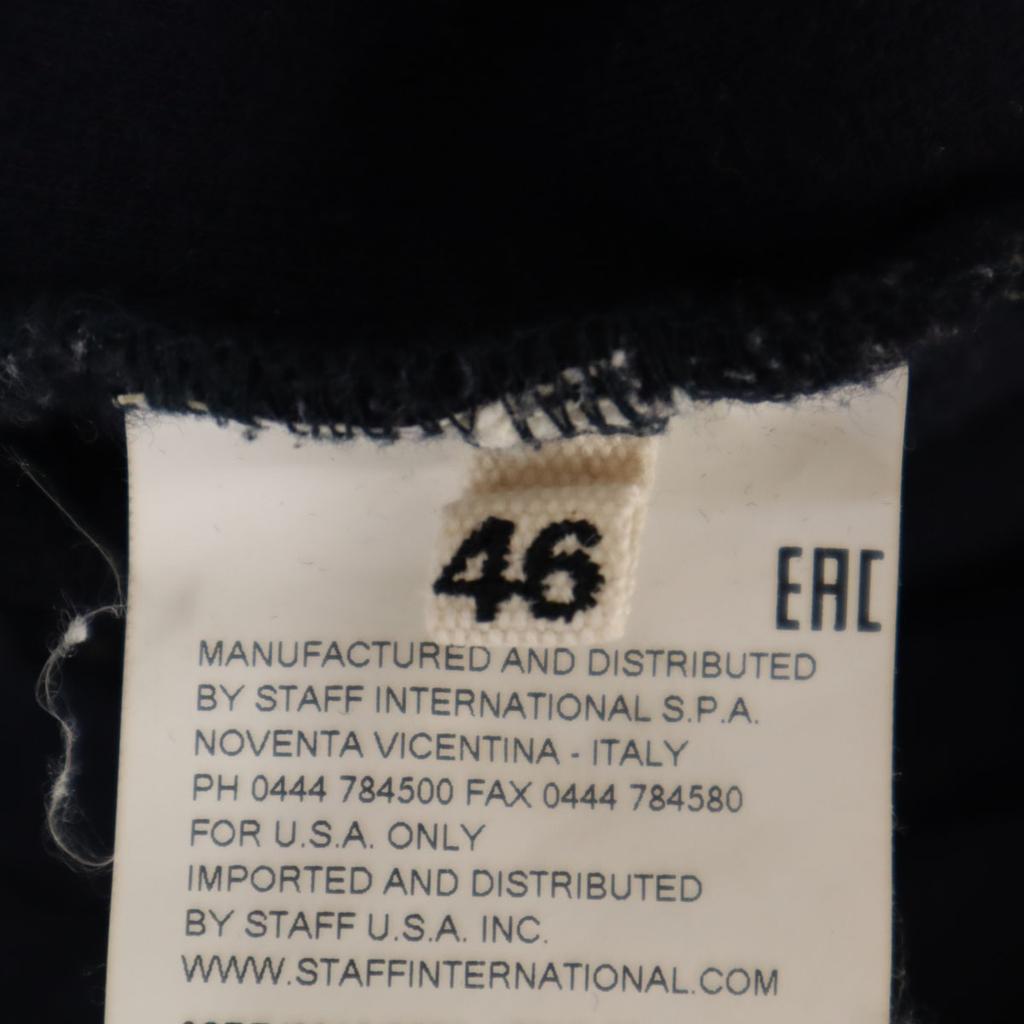 46
EAC
MANUFACTURED AND DISTRIBUTED
BY STAFF INTERNATIONAL S.P.A.
NOVENTA VICENTINA - ITALY
PH 0444 784500 FAX 0444 784580
FOR U.S.A. ONLY
IMPORTED AND DISTRIBUTED
BY STAFF U.S.A. INC.
WWW.STAFFINTERNATIONAL.COM